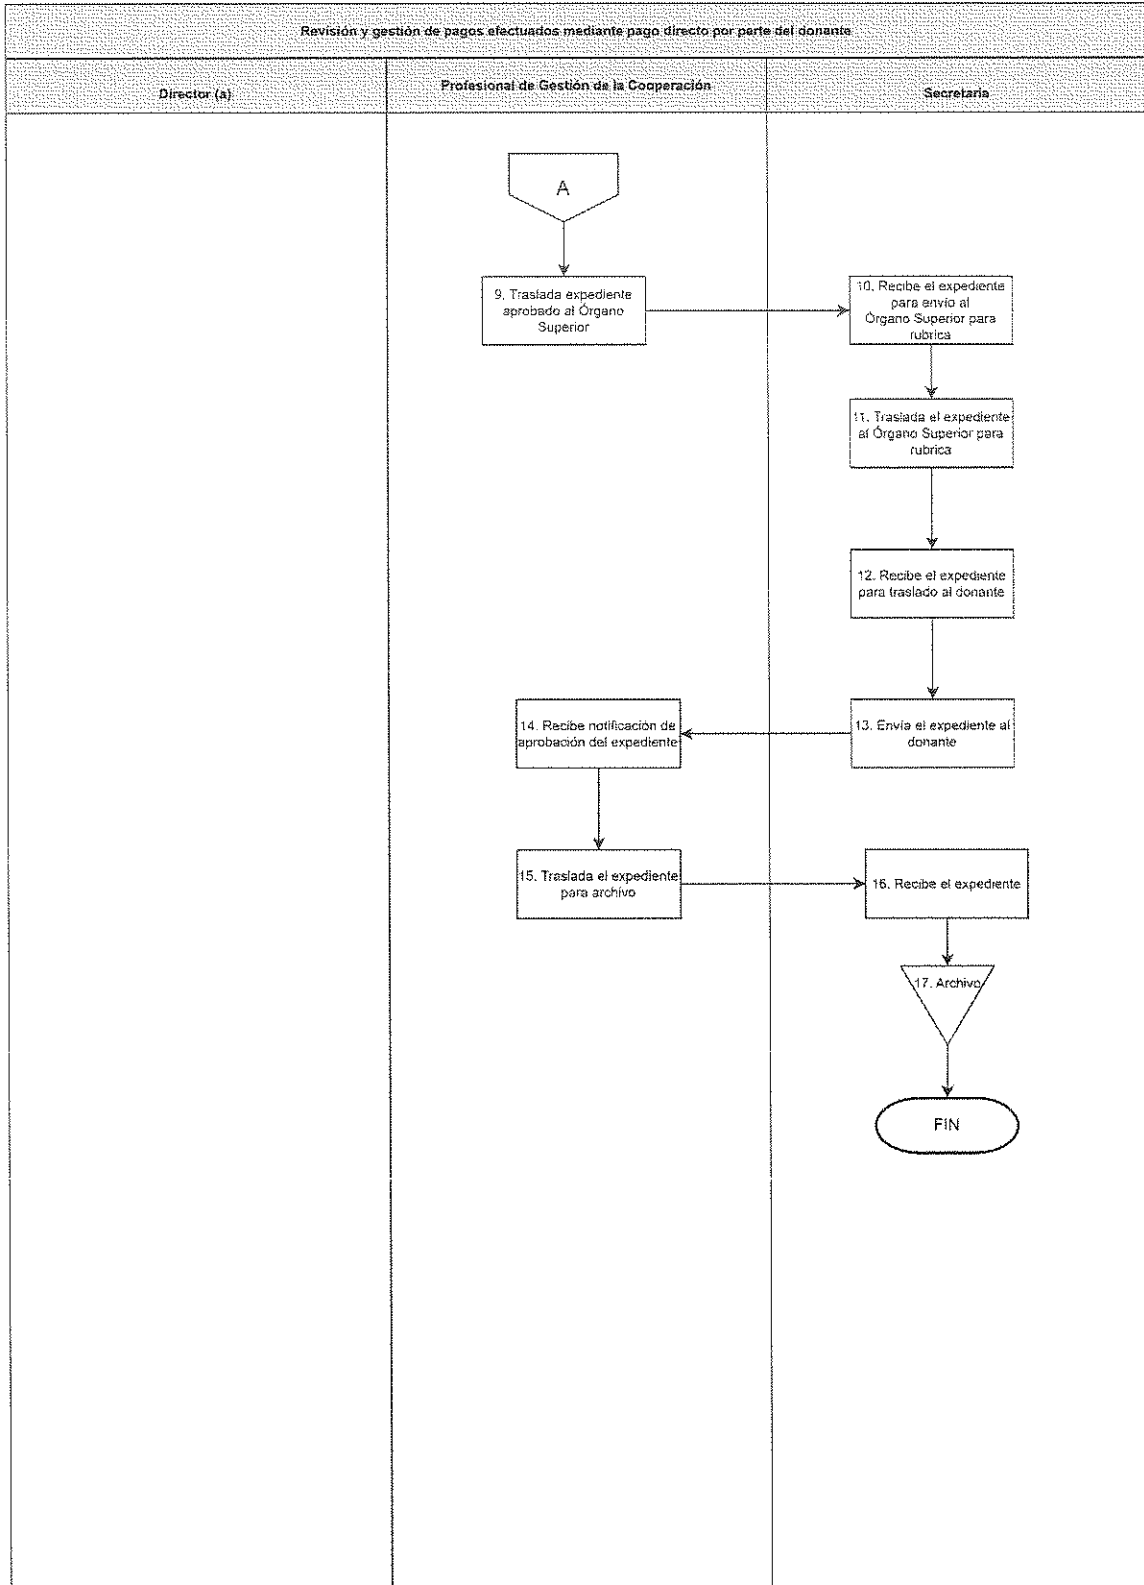 Revisión y gestión de pagos efectuados mediante pago directo por parte del donante
Director (a)
Profesional de Gestión de la Cooperación
Secretaria
A
9. Traslada expediente
aprobado al Órgano
Superior
10. Recibe el expediente
para envío al
Órgano Superior para
rubrica
11. Traslada el expediente
al Órgano Superior para
rubrica
12. Recibe el expediente
para traslado al donante
14. Recibe notificación de
aprobación del expediente
13. Envía el expediente al
donante
15. Traslada el expediente
para archivo
16. Recibe el expediente
17. Archivo
FIN